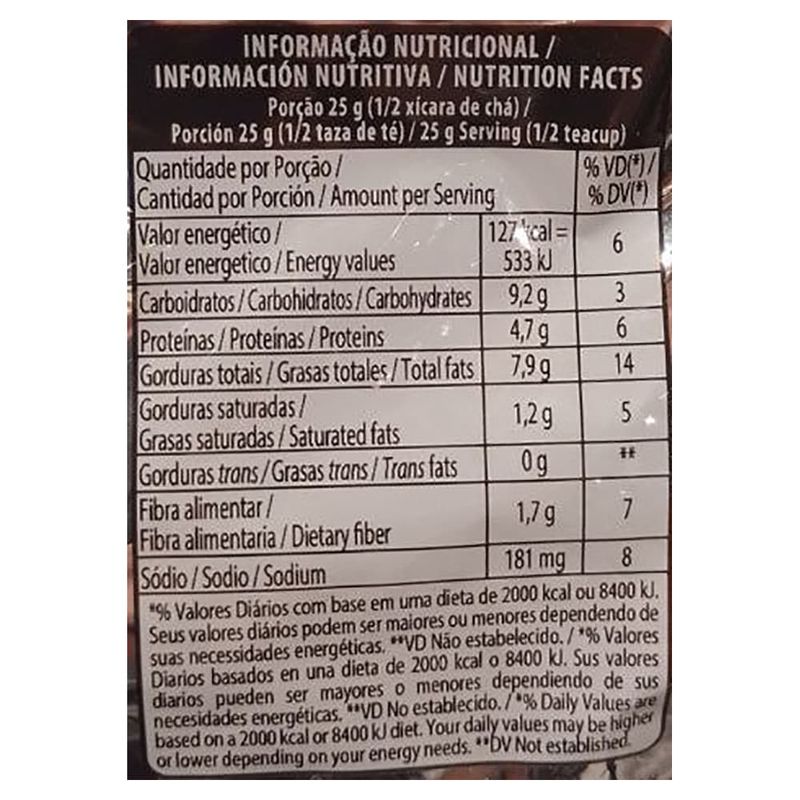 INFORMAÇÃO NUTRICIONAL /
INFORMACIÓN NUTRITIVA / NUTRITION FACTS
Porção 25 g (1/2 xícara de chá) /
Porción 25 g (1/2 taza de té) / 25 g Serving (1/2 teacup)
Quantidade por Porção /
Cantidad por Porción / Amount per Serving
% VD(*) /
% DV(*)
Valor energético /
Valor energetico / Energy values
127 kcal =
533 kJ
6
Carboidratos / Carbohidratos / Carbohydrates 9,2 g 3
Proteínas / Proteínas / Proteins 4,7 g 6
Gorduras totais / Grasas totales / Total fats 7,9 g 14
Gorduras saturadas /
Grasas saturadas / Saturated fats
1,2 g 5
Gorduras trans / Grasas trans / Trans fats 0 g **
Fibra alimentar /
Fibra alimentaria / Dietary fiber
1,7 g 7
Sódio / Sodio / Sodium 181 mg 8
*% Valores Diários com base em uma dieta de 2000 kcal ou 8400 kJ.
Seus valores diários podem ser maiores ou menores dependendo de
suas necessidades energéticas. **VD Não estabelecido. / *% Valores
Diarios basados en una dieta de 2000 kcal o 8400 kJ. Sus valores
diarios pueden ser mayores o menores dependiendo de sus
necesidades energéticas. **VD No establecido. / *% Daily Values are
based on a 2000 kcal or 8400 kJ diet. Your daily values may be higher
or lower depending on your energy needs. **DV Not established.